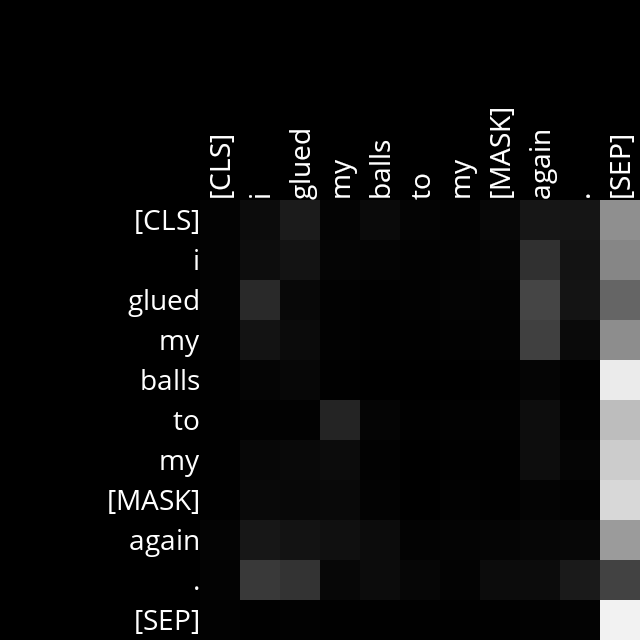 [CLS] i glued my balls to my [MASK] again . [SEP]
[CLS]
i
glued
my
balls
to
my
[MASK]
again
.
[SEP]